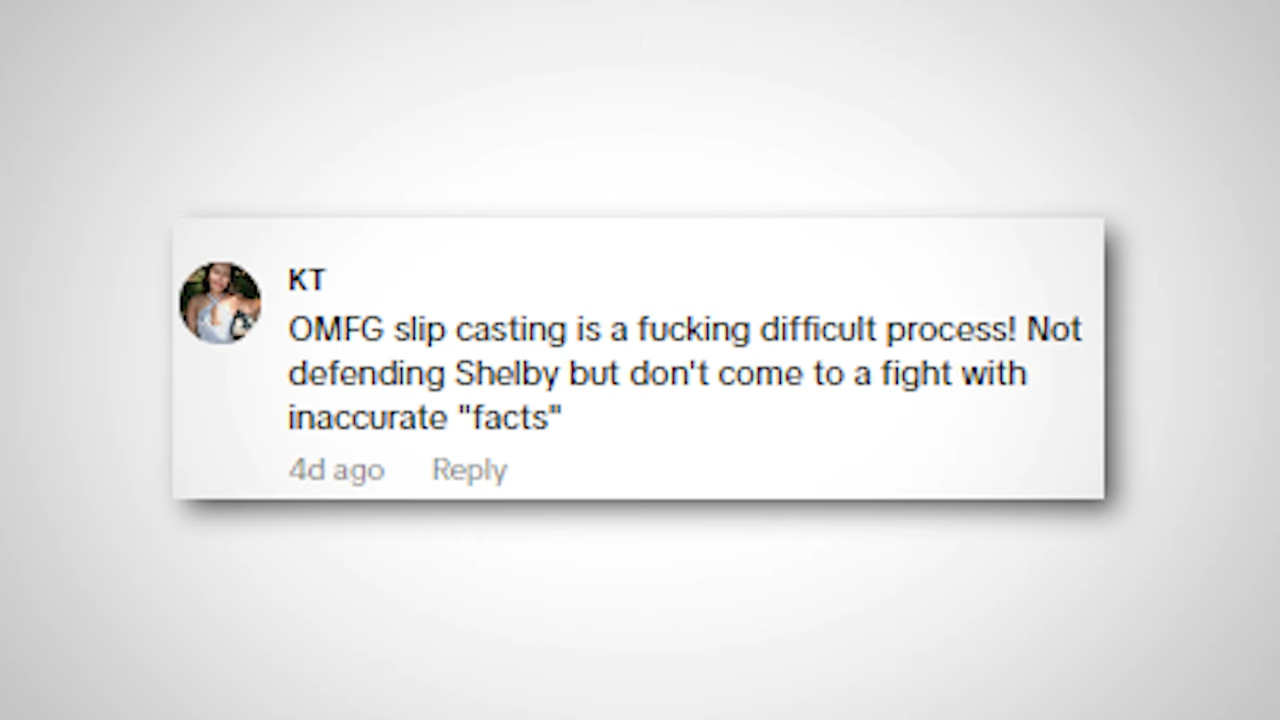 KT
OMFG slip casting is a fucking difficult process! Not
defending Shelby but don't come to a fight with
inaccurate "facts"
4d ago Reply